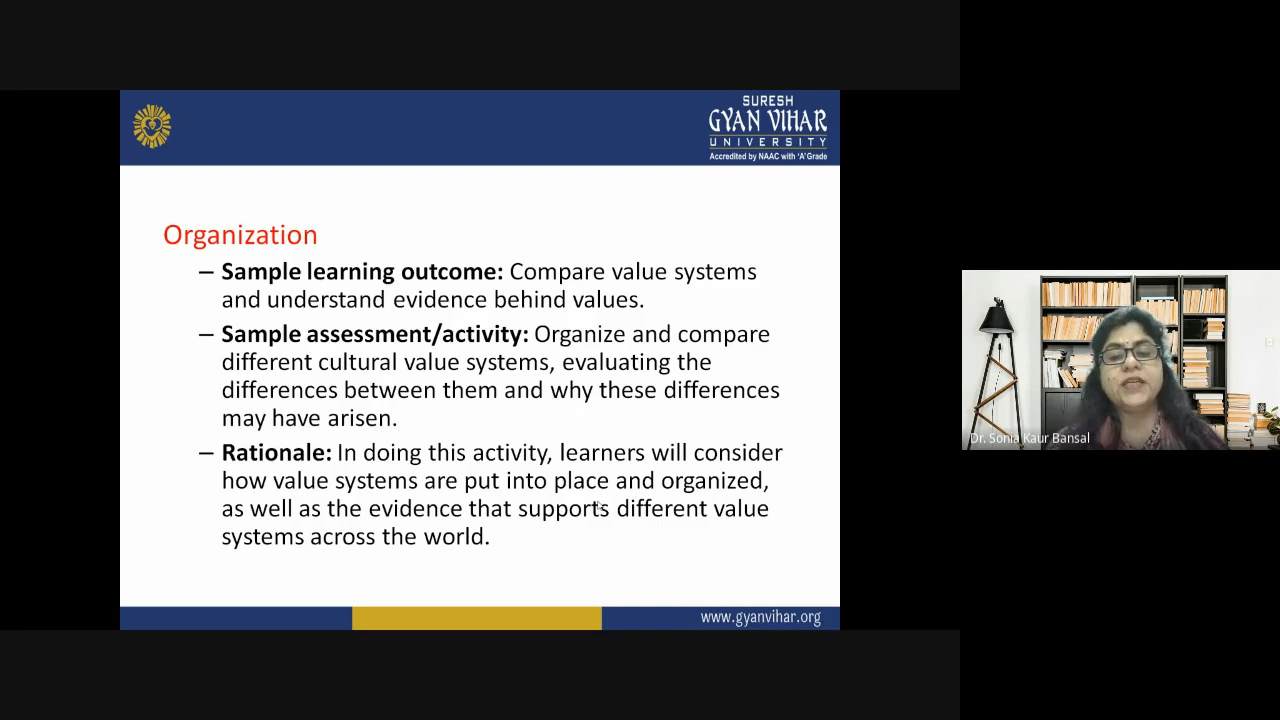 SURESH
GYAN VIHAR
UNIVERSITY
Accredited by NAAC with 'A' Grade
Organization
– Sample learning outcome: Compare value systems
and understand evidence behind values.
– Sample assessment/activity: Organize and compare
different cultural value systems, evaluating the
differences between them and why these differences
may have arisen.
– Rationale: In doing this activity, learners will consider
how value systems are put into place and organized,
as well as the evidence that supports different value
systems across the world.
www.gyanvihar.org
Dr. Sonia Kaur Bansal